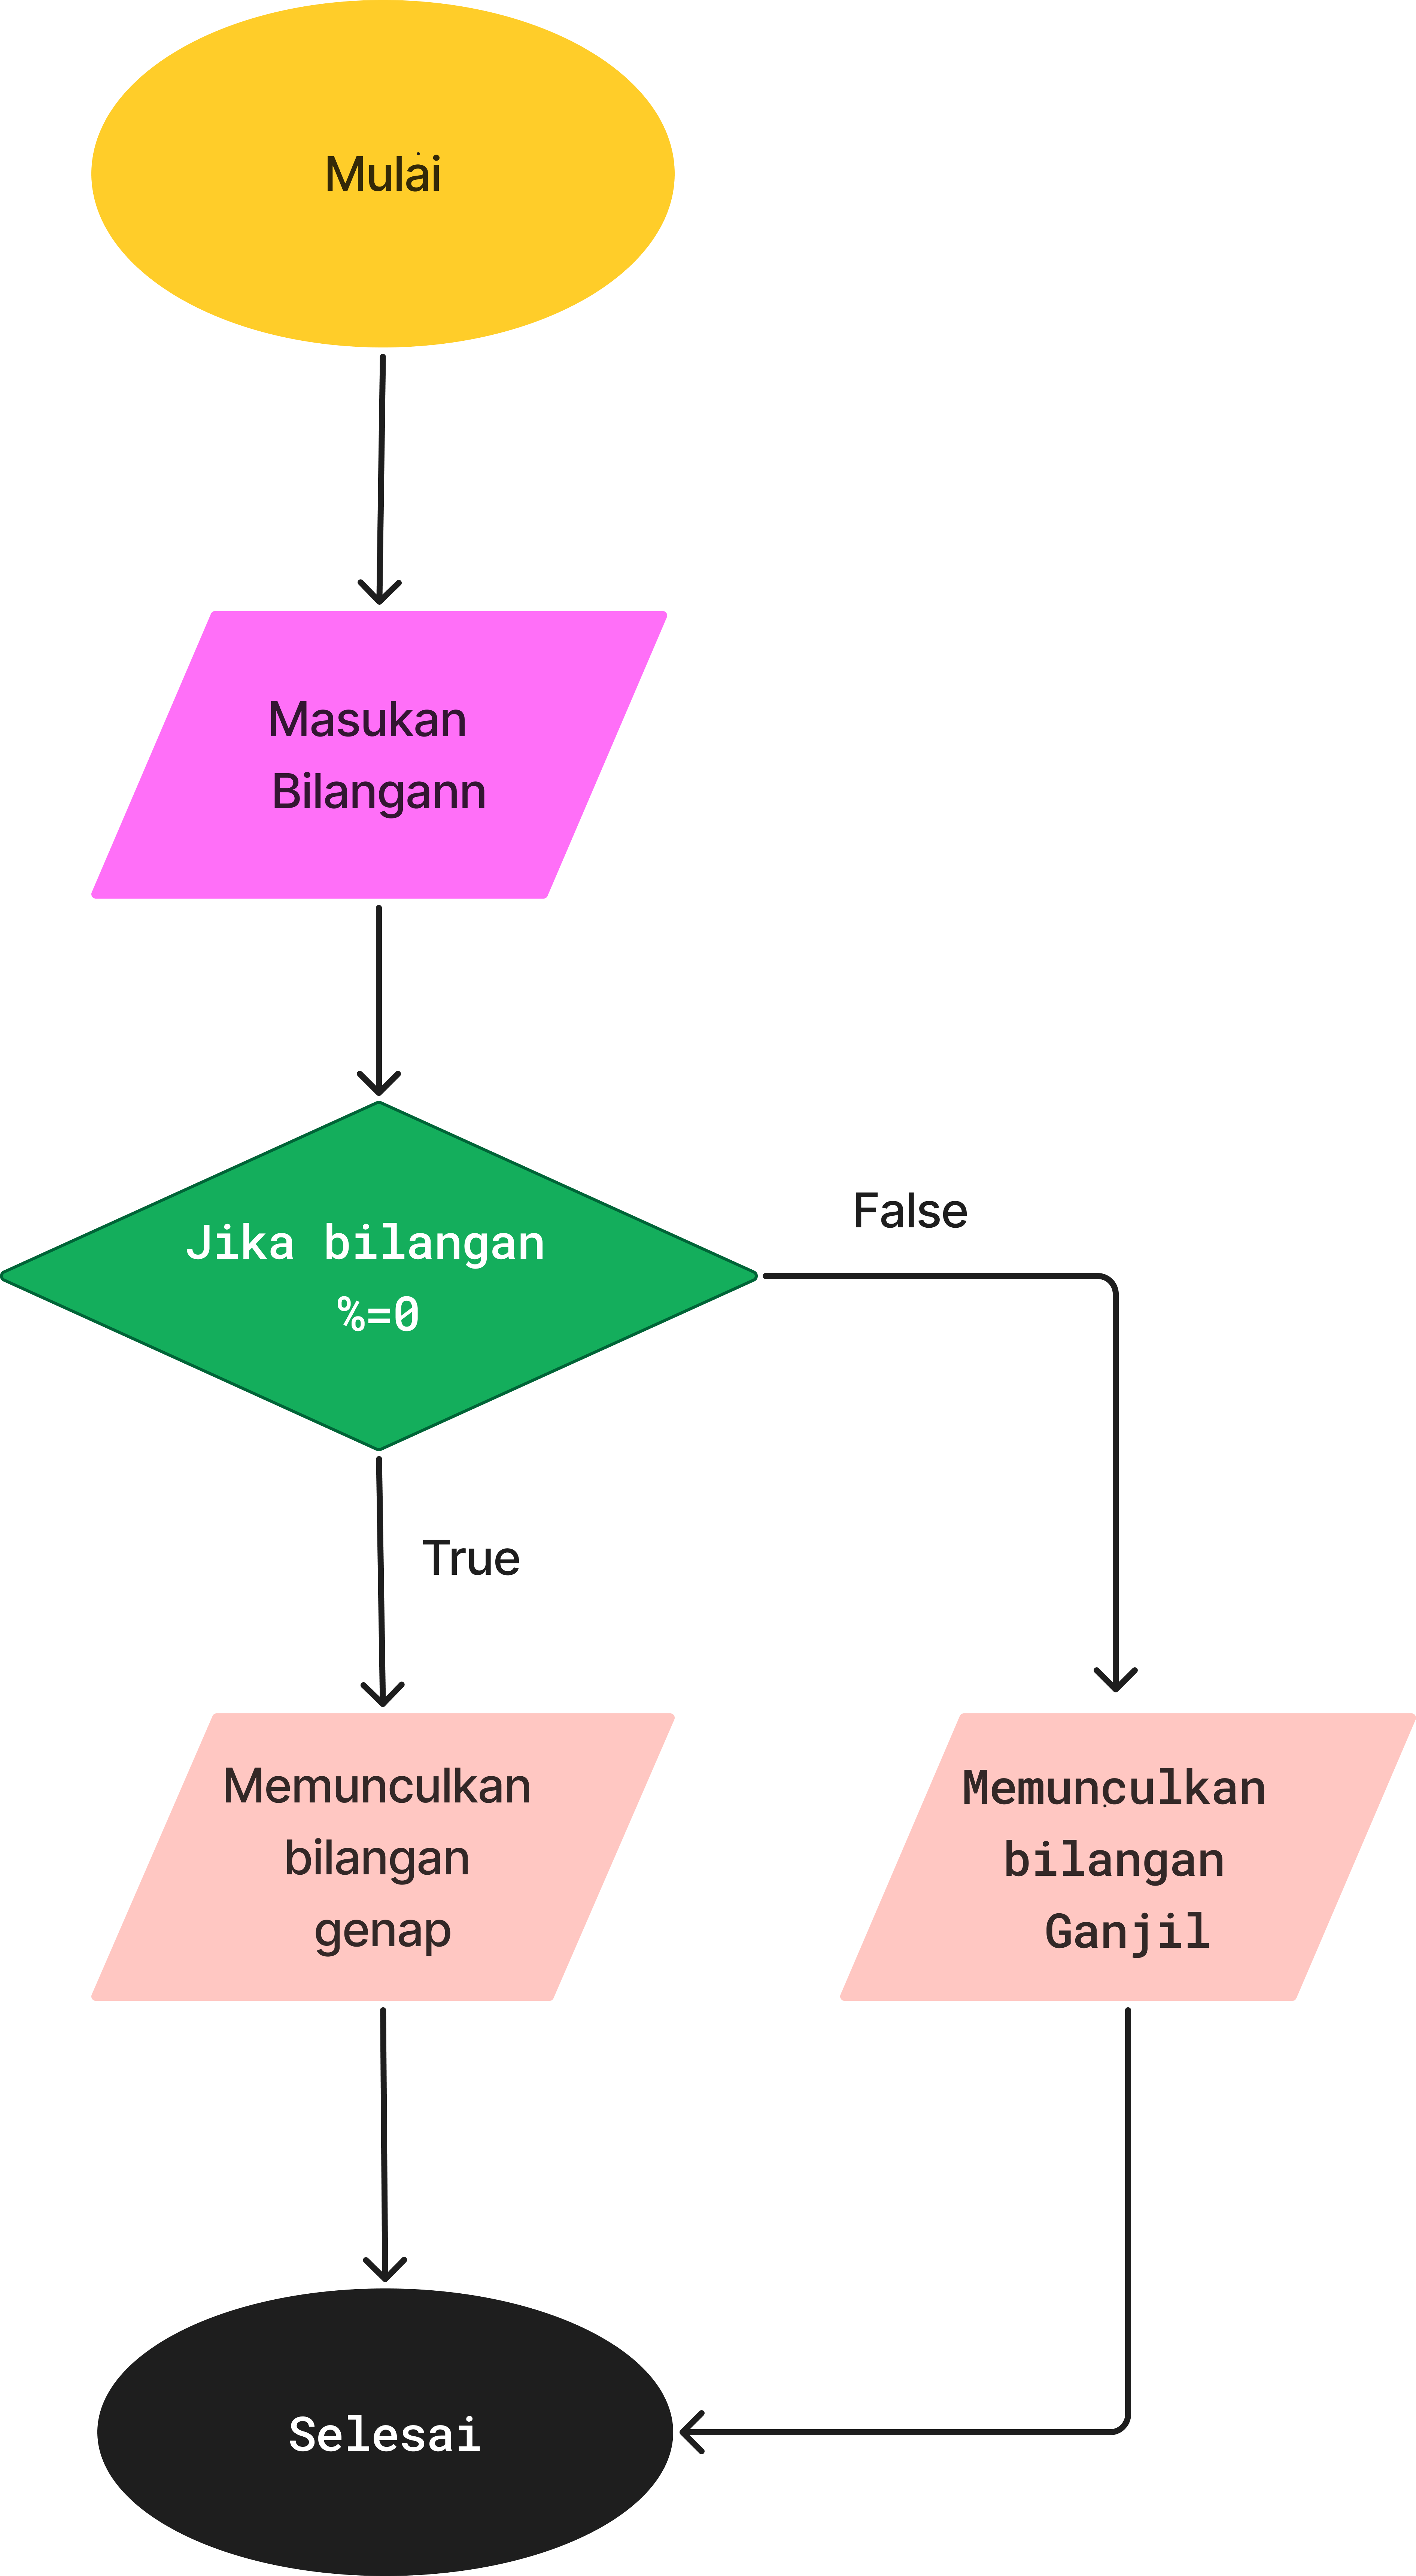 Mulai
Masukan
Bilangann
Jika bilangan
%=0
False
True
Memunculkan
bilangan
genap
Memunculkan
bilangan
Ganjil
Selesai